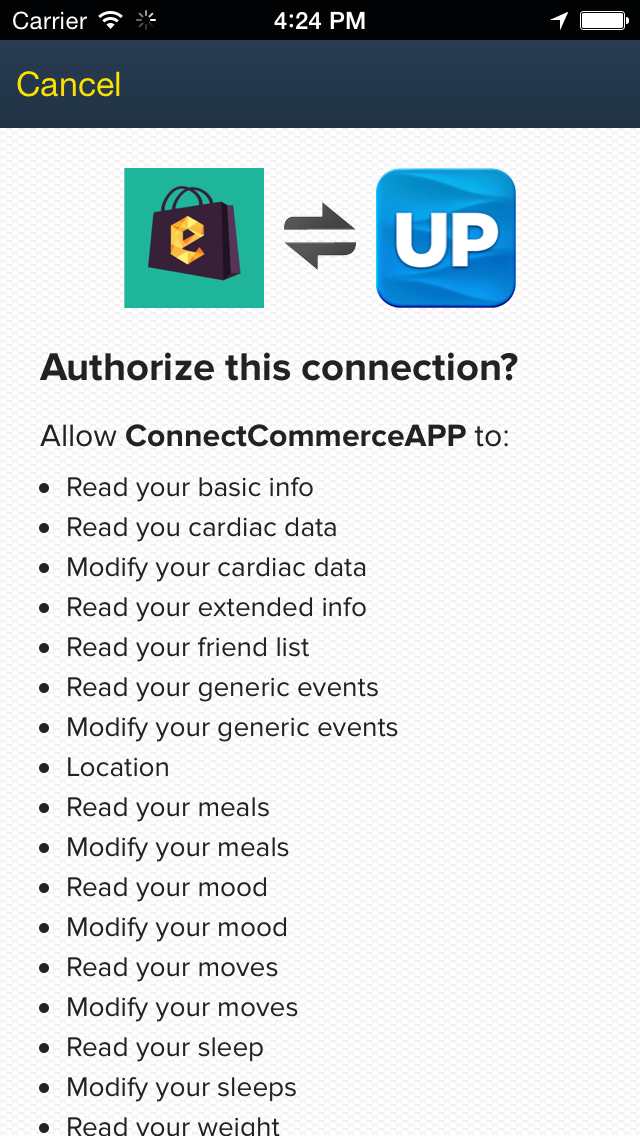 Carrier 4:24 PM
Cancel
e UP
Authorize this connection?
Allow ConnectCommerceAPP to:
• Read your basic info
• Read you cardiac data
• Modify your cardiac data
• Read your extended info
• Read your friend list
• Read your generic events
• Modify your generic events
• Location
• Read your meals
• Modify your meals
• Read your mood
• Modify your mood
• Read your moves
• Modify your moves
• Read your sleep
• Modify your sleeps
• Read your weight